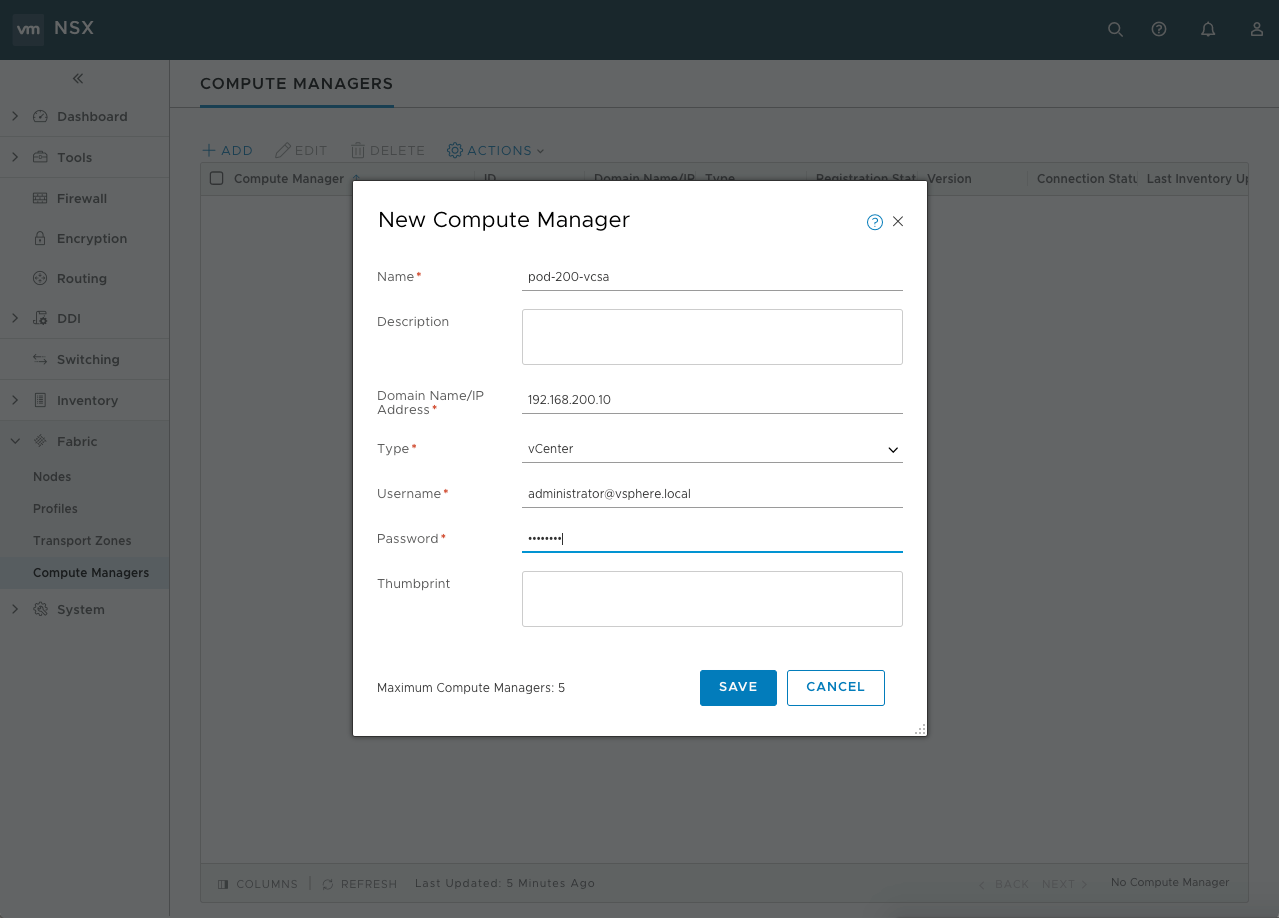 vm NSX
COMPUTE MANAGERS
Dashboard
Tools
Firewall
Encryption
Routing
DDI
Switching
Inventory
Fabric
Nodes
Profiles
Transport Zones
Compute Managers
System
ADD EDIT DELETE ACTIONS
Compute Manager ID Domain Name/IP Type Registration Stat Version Connection Statu Last Inventory Up
New Compute Manager
Name* pod-200-vcsa
Description
Domain Name/IP
Address* 192.168.200.10
Type* vCenter
Username* administrator@vsphere.local
Password* ••••••••
Thumbprint
Maximum Compute Managers: 5 SAVE CANCEL
COLUMNS REFRESH Last Updated: 5 Minutes Ago BACK NEXT No Compute Manager